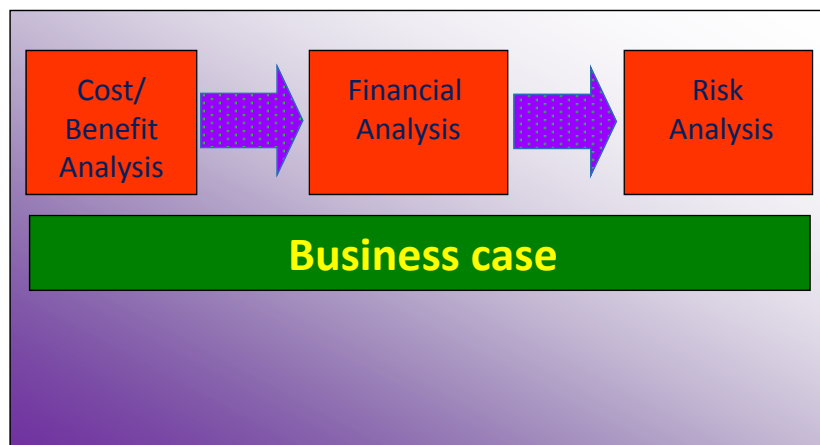 Cost/
Benefit
Analysis
Financial
Analysis
Risk
Analysis
Business case